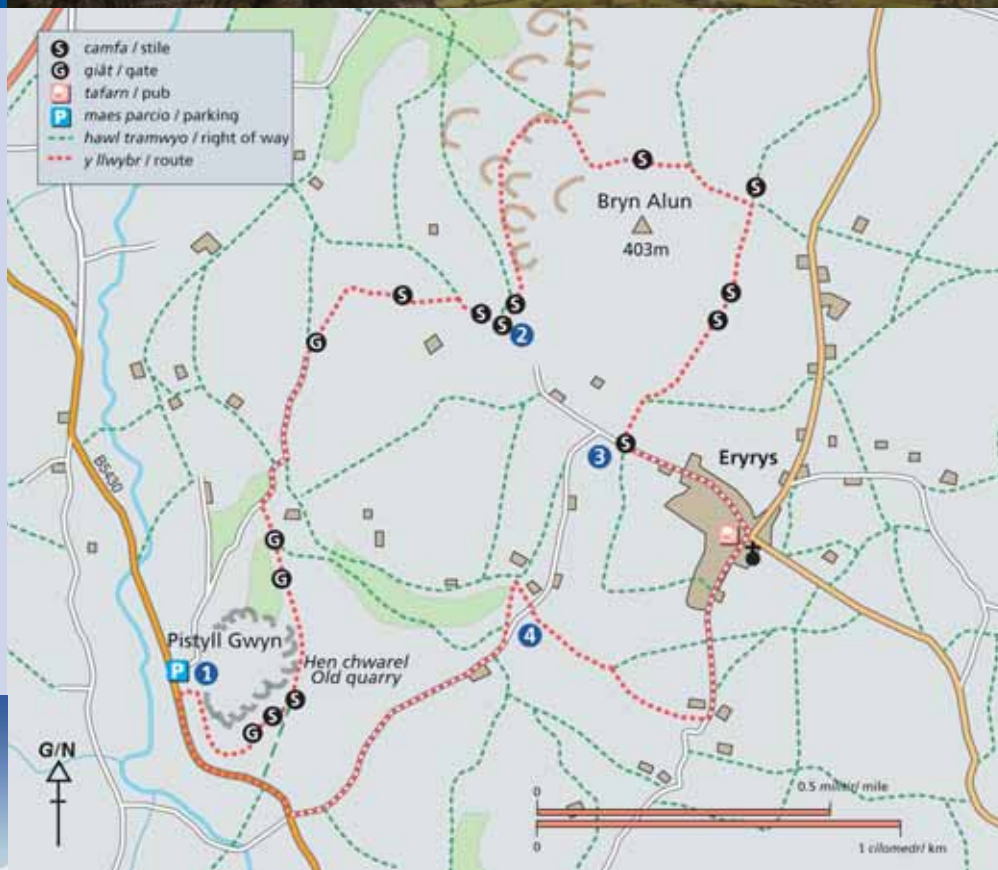 S camfa / stile
G giât / gate
tafarn / pub
P maes parcio / parking
hawl tramwyo / right of way
y llwybr / route
S
Bryn Alun
403m
S
S
S
S
S
S
S
2
G
3
S
Eryrys
B5430
G
G
4
Pistyll Gwyn
P
1
Hen chwarel
Old quarry
S
S
G
G/N
0
0.5 milltir/ mile
0
1 cilomedr/ km